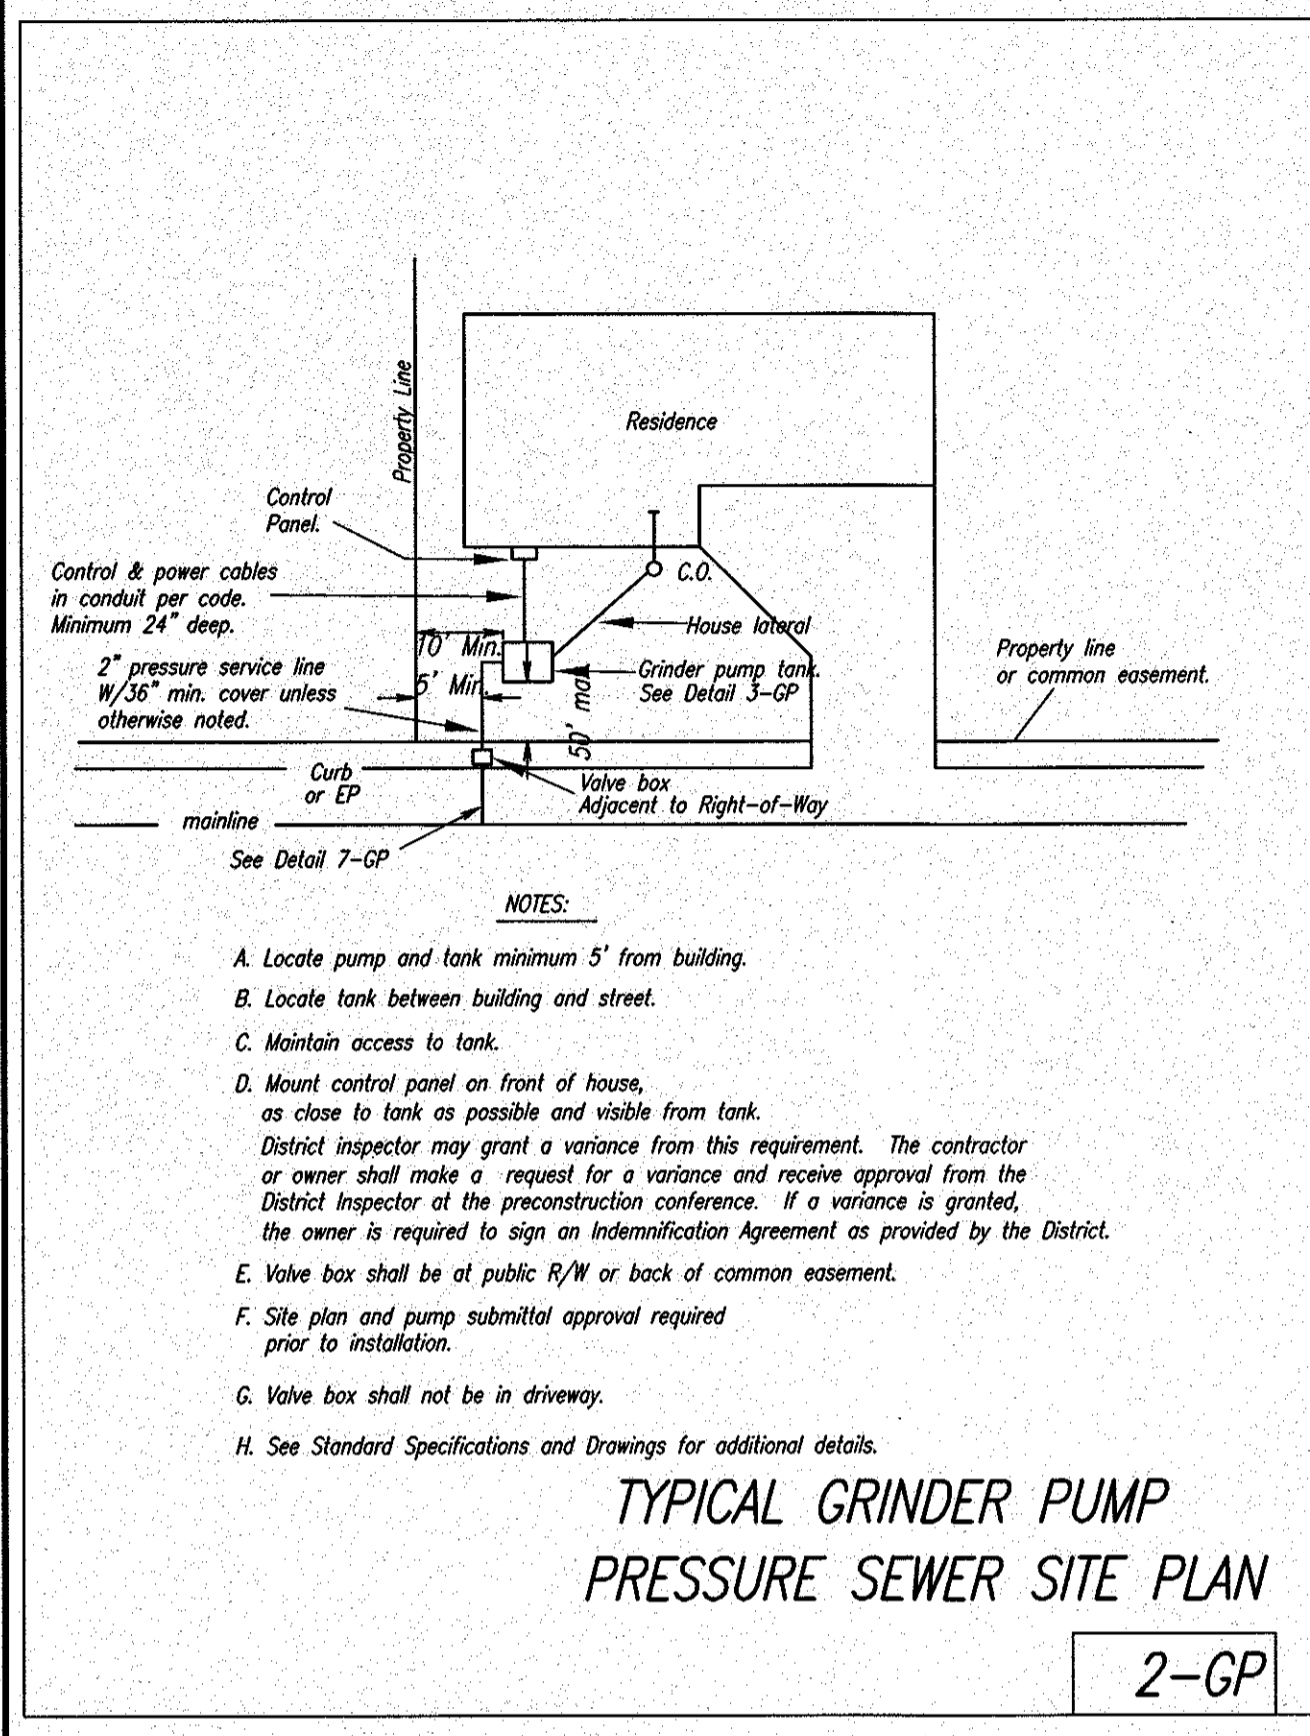 Property Line
Residence
Control
Panel.
Control & power cables
in conduit per code.
Minimum 24" deep.
C.O.
House lateral
10' Min.
Grinder pump tank.
See Detail 3-GP
Property line
or common easement.
2" pressure service line
W/36" min. cover unless
otherwise noted.
5' Min.
50' max
Curb
or EP
Valve box
Adjacent to Right-of-Way
mainline
See Detail 7-GP
NOTES:
A. Locate pump and tank minimum 5' from building.
B. Locate tank between building and street.
C. Maintain access to tank.
D. Mount control panel on front of house,
as close to tank as possible and visible from tank.
District inspector may grant a variance from this requirement. The contractor
or owner shall make a request for a variance and receive approval from the
District Inspector at the preconstruction conference. If a variance is granted,
the owner is required to sign an Indemnification Agreement as provided by the District.
E. Valve box shall be at public R/W or back of common easement.
F. Site plan and pump submittal approval required
prior to installation.
G. Valve box shall not be in driveway.
H. See Standard Specifications and Drawings for additional details.
TYPICAL GRINDER PUMP
PRESSURE SEWER SITE PLAN
2-GP